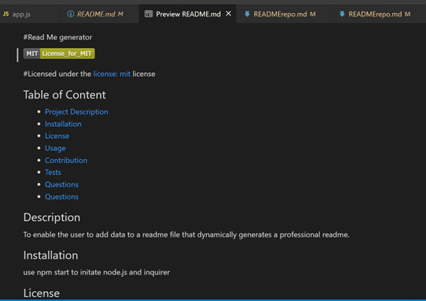 app.js README.md M Preview README.md READMErepo.md M READMErepo.md M
#Read Me generator
MIT License_for_MIT
#Licensed under the license: mit license
Table of Content
Project Description
Installation
License
Usage
Contribution
Tests
Questions
Questions
Description
To enable the user to add data to a readme file that dynamically generates a professional readme.
Installation
use npm start to initate node.js and inquirer
License